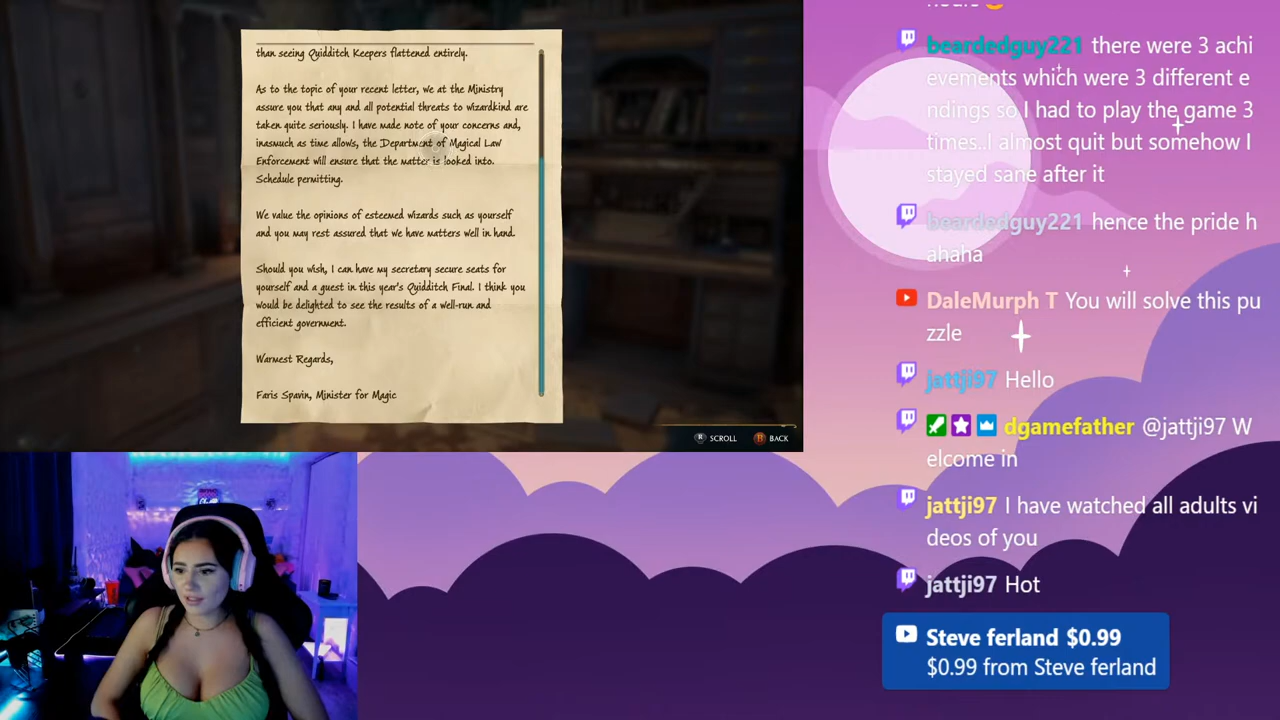 than seeing Quidditch Keepers flattened entirely.
As to the topic of your recent letter, we at the Ministry
assure you that any and all potential threats to wizardkind are
taken quite seriously. I have made note of your concerns and,
inasmuch as time allows, the Department of Magical Law
Enforcement will ensure that the matter is looked into.
Schedule permitting.
We value the opinions of esteemed wizards such as yourself
and you may rest assured that we have matters well in hand.
Should you wish, I can have my secretary secure seats for
yourself and a guest in this year's Quidditch Final. I think you
would be delighted to see the results of a well-run and
efficient government.
Warmest Regards,
Faris Spavin, Minister for Magic
R SCROLL B BACK
beardedguy221 there were 3 achi
evements which were 3 different e
ndings so I had to play the game 3
times..I almost quit but somehow I
stayed sane after it
beardedguy221 hence the pride h
ahaha
DaleMurph T You will solve this pu
zzle
jattji97 Hello
dgamefather @jattji97 W
elcome in
jattji97 I have watched all adults vi
deos of you
jattji97 Hot
Steve ferland $0.99
$0.99 from Steve ferland